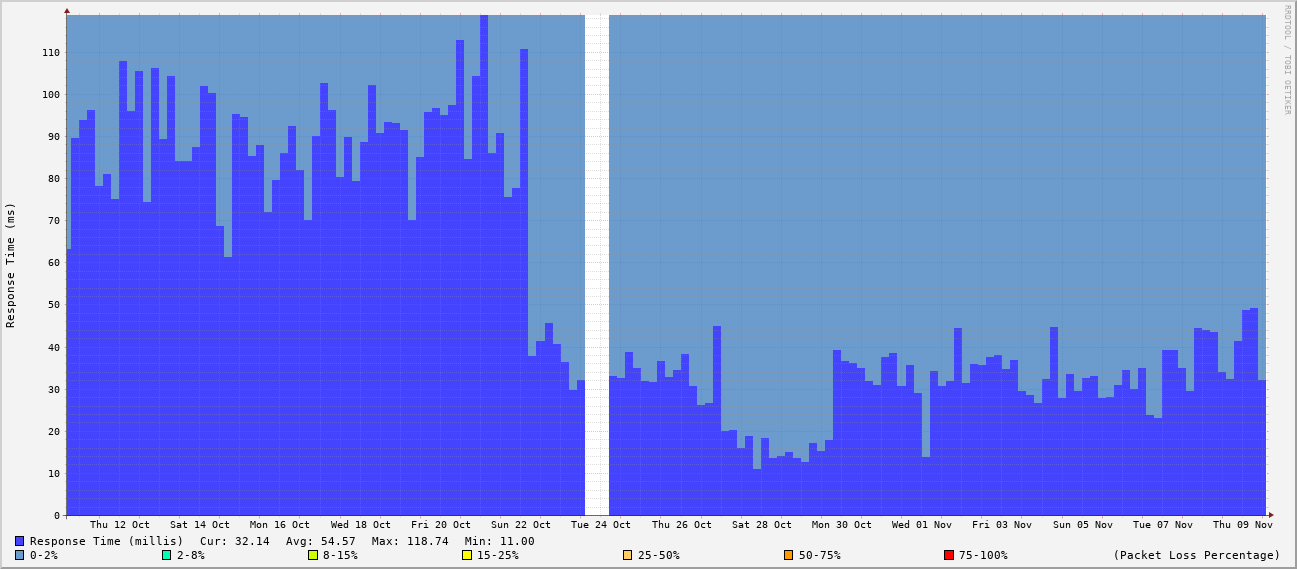 RRDTOOL / TOBI OETIKER
Response Time (ms)
110
100
90
80
70
60
50
40
30
20
10
0
Thu 12 Oct Sat 14 Oct Mon 16 Oct Wed 18 Oct Fri 20 Oct Sun 22 Oct Tue 24 Oct Thu 26 Oct Sat 28 Oct Mon 30 Oct Wed 01 Nov Fri 03 Nov Sun 05 Nov Tue 07 Nov Thu 09 Nov
Response Time (millis) Cur: 32.14 Avg: 54.57 Max: 118.74 Min: 11.00
0-2% 2-8% 8-15% 15-25% 25-50% 50-75% 75-100% (Packet Loss Percentage)